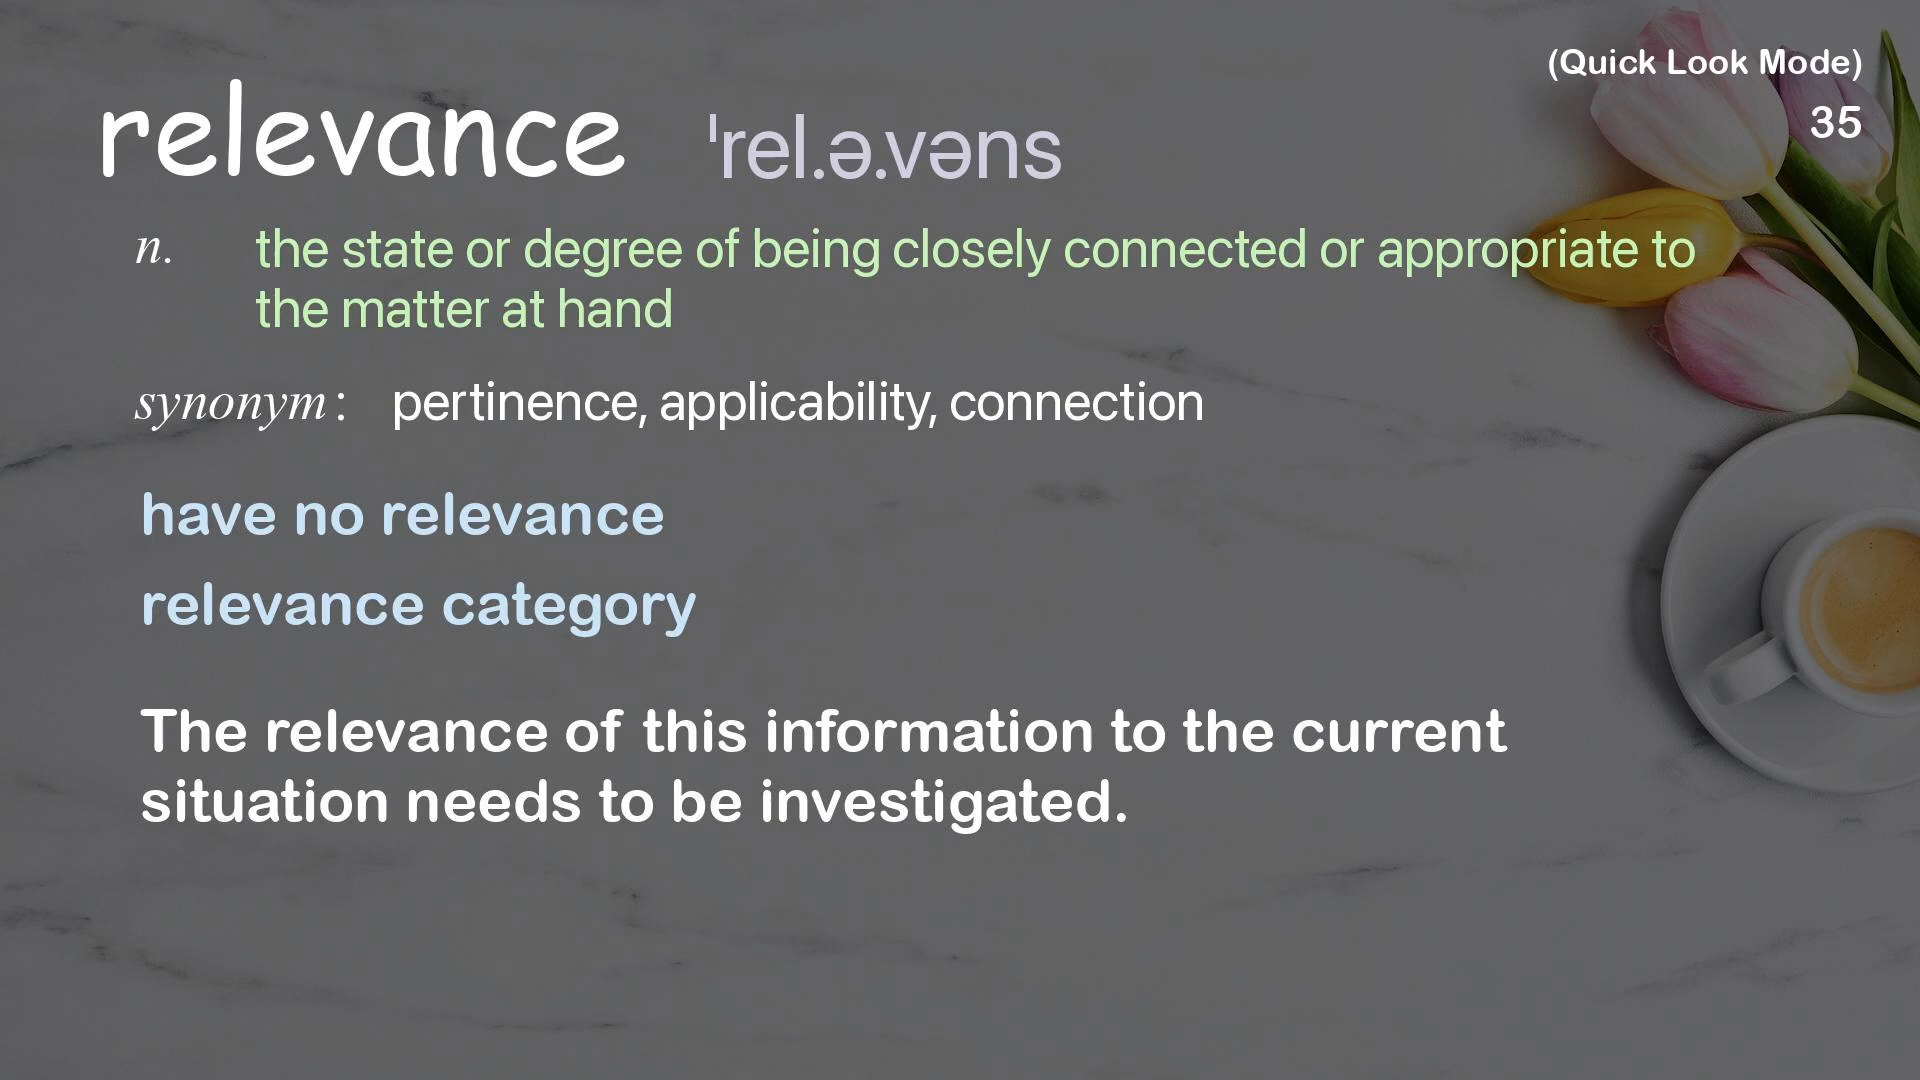 (Quick Look Mode)
35
relevance ˈrel.ə.vəns
n. the state or degree of being closely connected or appropriate to
the matter at hand
synonym: pertinence, applicability, connection
have no relevance
relevance category
The relevance of this information to the current
situation needs to be investigated.